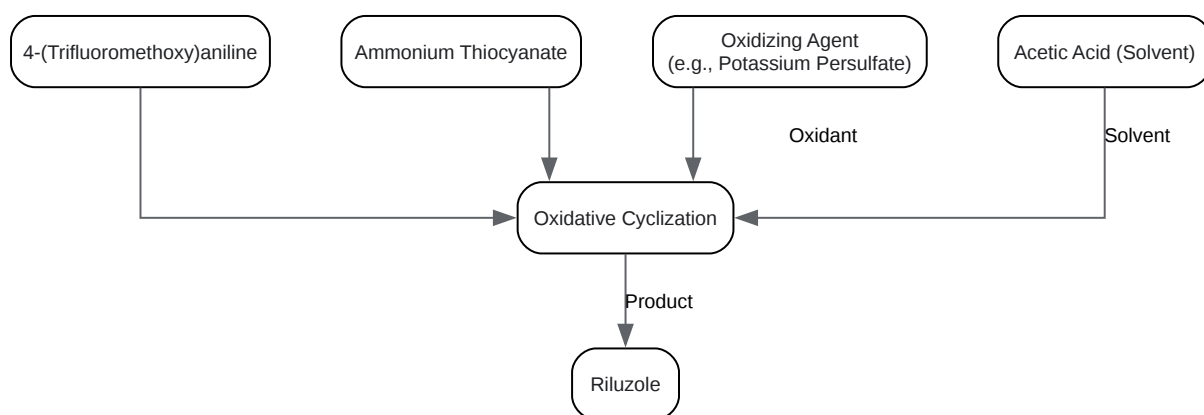 4-(Trifluoromethoxy)aniline
Ammonium Thiocyanate
Oxidizing Agent
(e.g., Potassium Persulfate)
Acetic Acid (Solvent)
Oxidant
Solvent
Oxidative Cyclization
Product
Riluzole